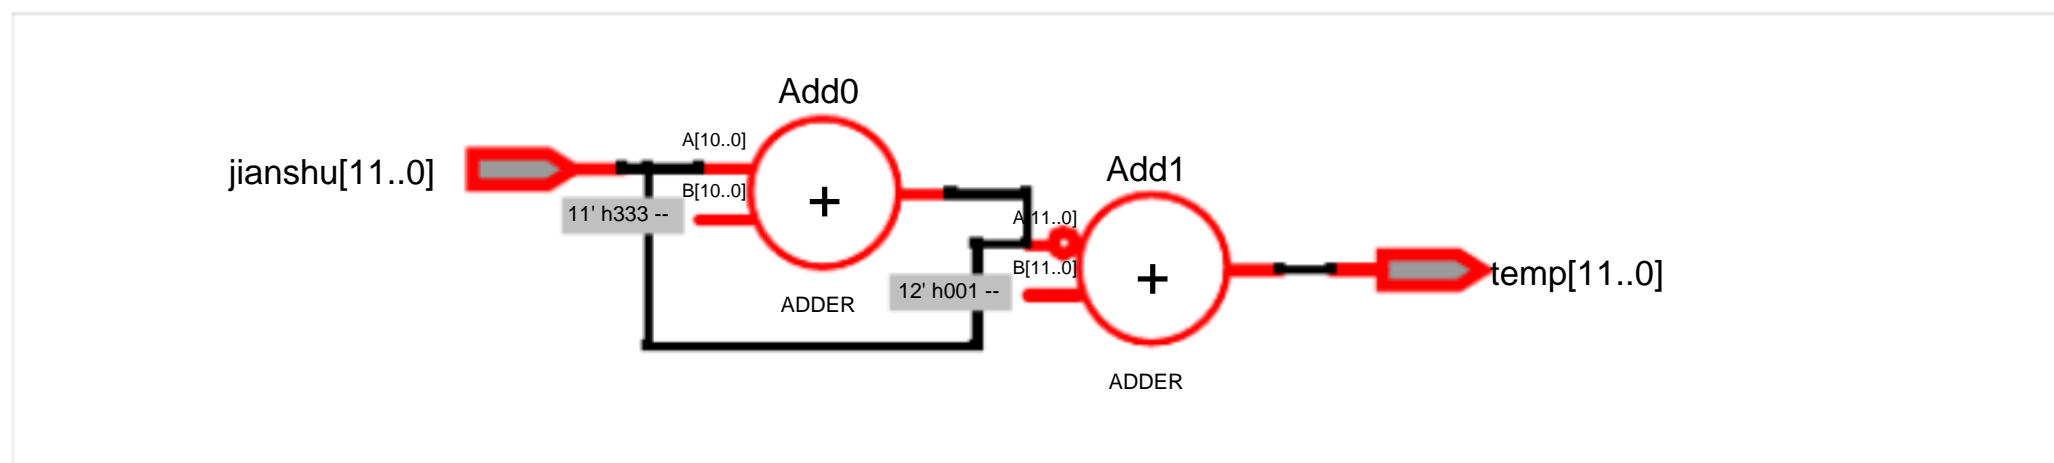 Add0
A[10..0]
jianshu[11..0]
B[10..0]
11' h333 --
+
ADDER
Add1
A[11..0]
B[11..0]
12' h001 --
+
temp[11..0]
ADDER